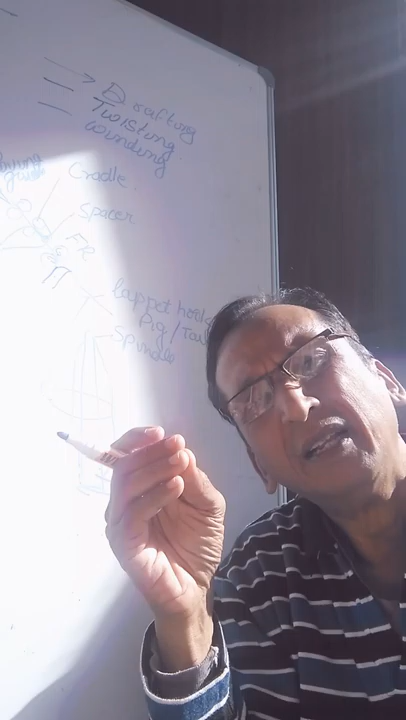 Drafting
Twisting
winding
Cradle
Spacer
FR
Lappet hook
Pig / Tail
Spindle